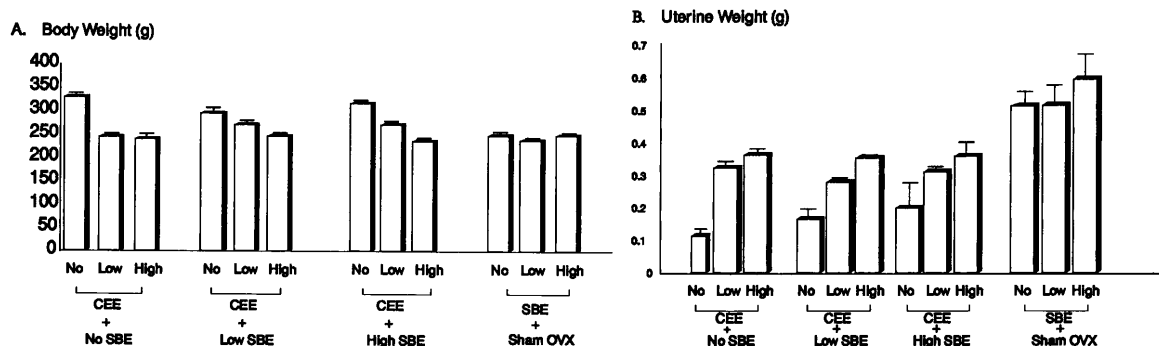 A. Body Weight (g)
400
350
300
250
200
150
100
50
0
No Low High No Low High No Low High No Low High
CEE CEE CEE SBE
+ + + +
No SBE Low SBE High SBE Sham OVX
B. Uterine Weight (g)
0.7
0.6
0.5
0.4
0.3
0.2
0.1
0
No Low High No Low High No Low High No Low High
CEE CEE CEE SBE
+ + + +
No SBE Low SBE High SBE Sham OVX